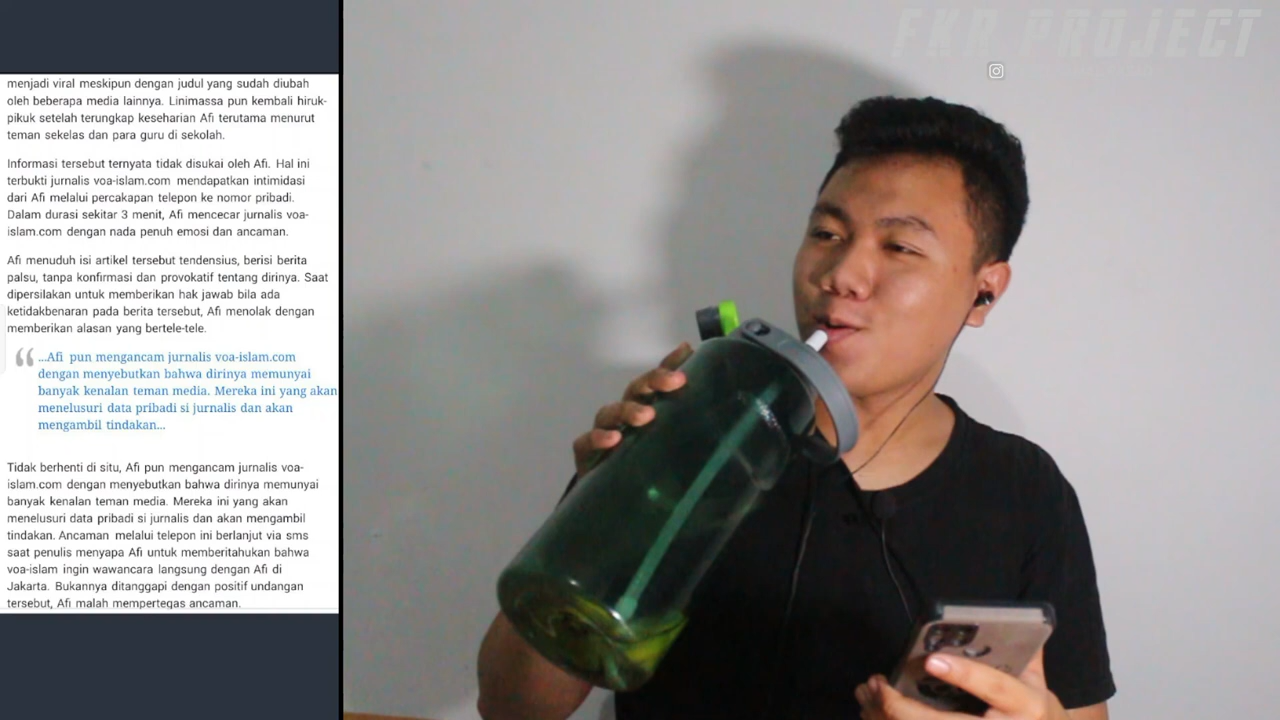 menjadi viral meskipun dengan judul yang sudah diubah
oleh beberapa media lainnya. Linimassa pun kembali hiruk-
pikuk setelah terungkap keseharian Afi terutama menurut
teman sekelas dan para guru di sekolah.
Informasi tersebut ternyata tidak disukai oleh Afi. Hal ini
terbukti jurnalis voa-islam.com mendapatkan intimidasi
dari Afi melalui percakapan telepon ke nomor pribadi.
Dalam durasi sekitar 3 menit, Afi mencecar jurnalis voa-
islam.com dengan nada penuh emosi dan ancaman.
Afi menuduh isi artikel tersebut tendensius, berisi berita
palsu, tanpa konfirmasi dan provokatif tentang dirinya. Saat
dipersilakan untuk memberikan hak jawab bila ada
ketidakbenaran pada berita tersebut, Afi menolak dengan
memberikan alasan yang bertele-tele.
“ ...Afi pun mengancam jurnalis voa-islam.com
dengan menyebutkan bahwa dirinya memunyai
banyak kenalan teman media. Mereka ini yang akan
menelusuri data pribadi si jurnalis dan akan
mengambil tindakan...
Tidak berhenti di situ, Afi pun mengancam jurnalis voa-
islam.com dengan menyebutkan bahwa dirinya memunyai
banyak kenalan teman media. Mereka ini yang akan
menelusuri data pribadi si jurnalis dan akan mengambil
tindakan. Ancaman melalui telepon ini berlanjut via sms
saat penulis menyapa Afi untuk memberitahukan bahwa
voa-islam ingin wawancara langsung dengan Afi di
Jakarta. Bukannya ditanggapi dengan positif undangan
tersebut, Afi malah mempertegas ancaman.
PROJECT